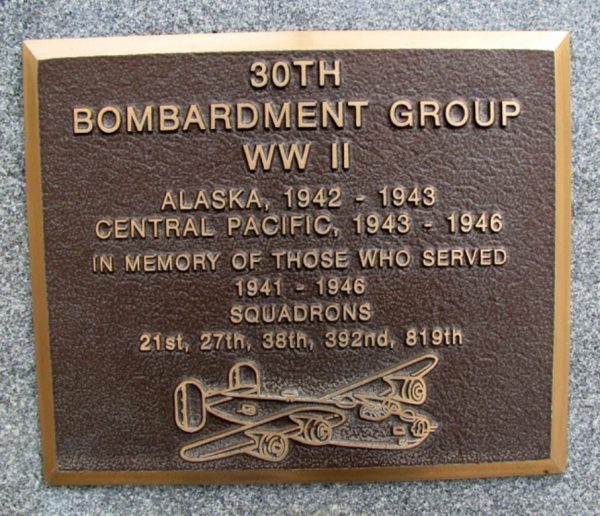 30TH
BOMBARDMENT GROUP
WW II
ALASKA, 1942 - 1943
CENTRAL PACIFIC, 1943 - 1946
IN MEMORY OF THOSE WHO SERVED
1941 - 1946
SQUADRONS
21st, 27th, 38th, 392nd, 819th